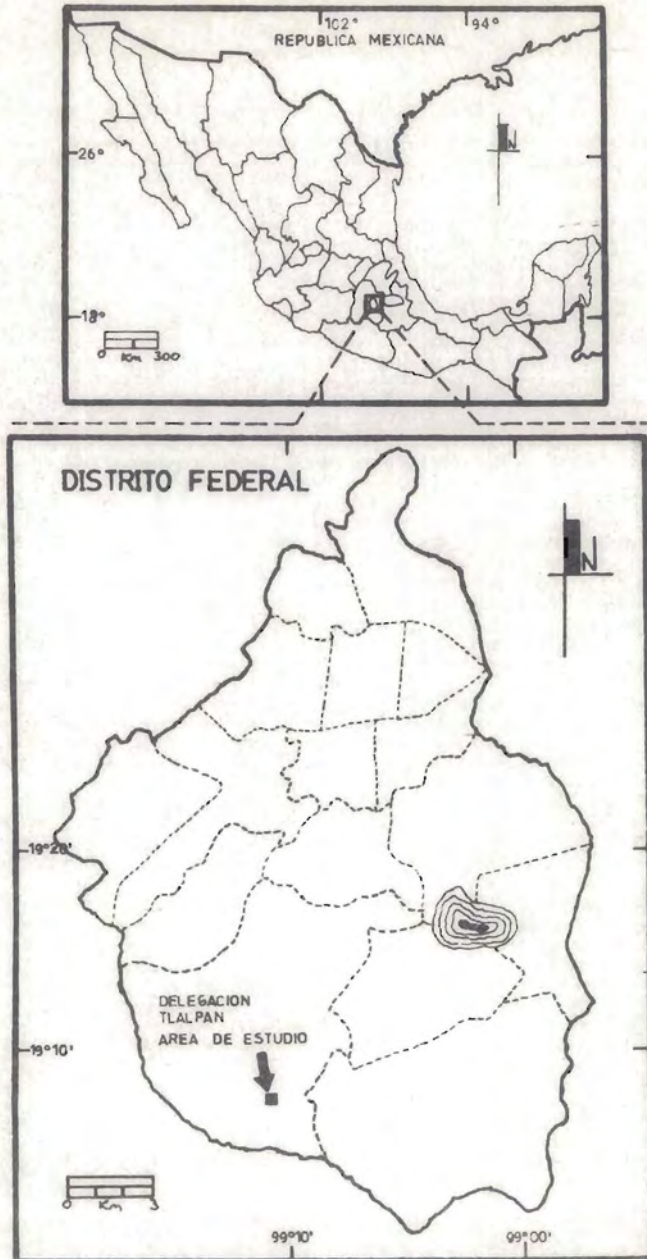 102° 94°
REPUBLICA MEXICANA
N
26°
18°
0 Km 300
DISTRITO FEDERAL
N
19°20'
DELEGACION
TLALPAN
AREA DE ESTUDIO
19°10'
0 Km 3
99°10' 99°00'